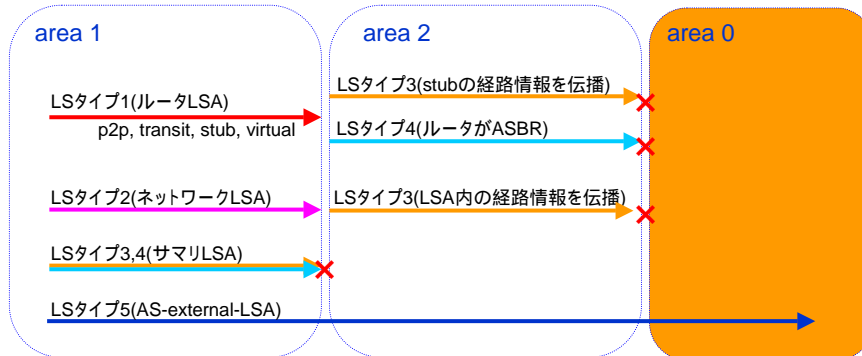 area 1
area 2
area 0
LSタイプ1(ルータLSA)
p2p, transit, stub, virtual
LSタイプ3(stubの経路情報を伝播)
LSタイプ4(ルータがASBR)
LSタイプ2(ネットワークLSA)
LSタイプ3(LSA内の経路情報を伝播)
LSタイプ3,4(サマリLSA)
LSタイプ5(AS-external-LSA)